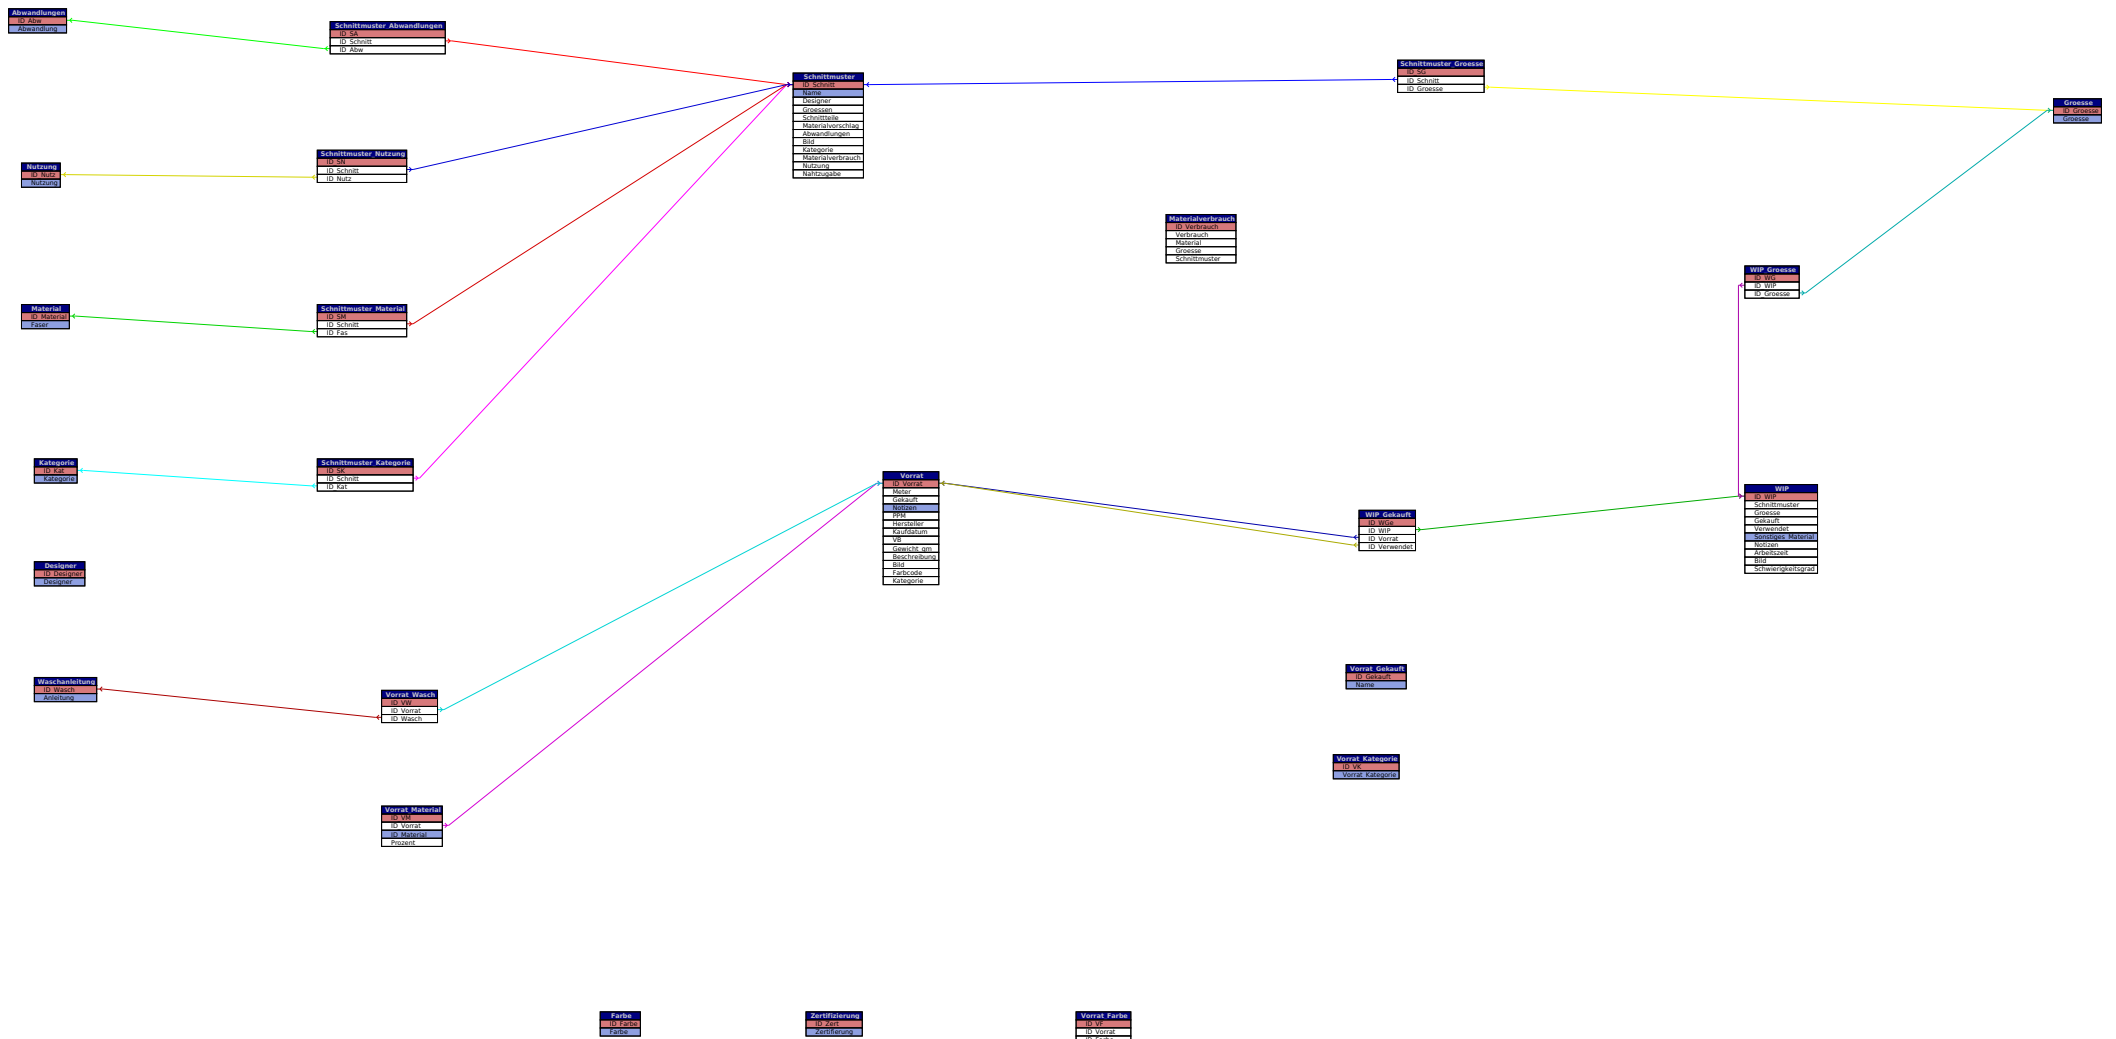 Abwandlungen
ID_Abw
Abwandlung
Schnittmuster_Abwandlungen
ID_SA
ID_Schnitt
ID_Abw
Schnittmuster
ID_Schnitt
Name
Designer
Groessen
Schnittteile
Materialvorschlag
Abwandlungen
Bild
Kategorie
Materialverbrauch
Nutzung
Nahtzugabe
Schnittmuster_Groesse
ID_SG
ID_Schnitt
ID_Groesse
Groesse
ID_Groesse
Groesse
Nutzung
ID_Nutz
Nutzung
Schnittmuster_Nutzung
ID_SN
ID_Schnitt
ID_Nutz
Materialverbrauch
ID_Verbrauch
Verbrauch
Material
Groesse
Schnittmuster
WIP_Groesse
ID_WG
ID_WIP
ID_Groesse
Material
ID_Material
Faser
Schnittmuster_Material
ID_SM
ID_Schnitt
ID_Fas
Kategorie
ID_Kat
Kategorie
Schnittmuster_Kategorie
ID_SK
ID_Schnitt
ID_Kat
Vorrat
ID_Vorrat
Meter
Gekauft
Notizen
PPM
Hersteller
Kaufdatum
VB
Gewicht_qm
Beschreibung
Bild
Farbcode
Kategorie
WIP_Gekauft
ID_WGe
ID_WIP
ID_Vorrat
ID_Verwendet
WIP
ID_WIP
Schnittmuster
Groesse
Gekauft
Verwendet
Sonstiges_Material
Notizen
Arbeitszeit
Bild
Schwierigkeitsgrad
Designer
ID_Designer
Designer
Waschanleitung
ID_Wasch
Anleitung
Vorrat_Wasch
ID_VW
ID_Vorrat
ID_Wasch
Vorrat_Gekauft
ID_Gekauft
Name
Vorrat_Kategorie
ID_VK
Vorrat_Kategorie
Vorrat_Material
ID_VM
ID_Vorrat
ID_Material
Prozent
Farbe
ID_Farbe
Farbe
Zertifizierung
ID_Zert
Zertifierung
Vorrat_Farbe
ID_VF
ID_Vorrat